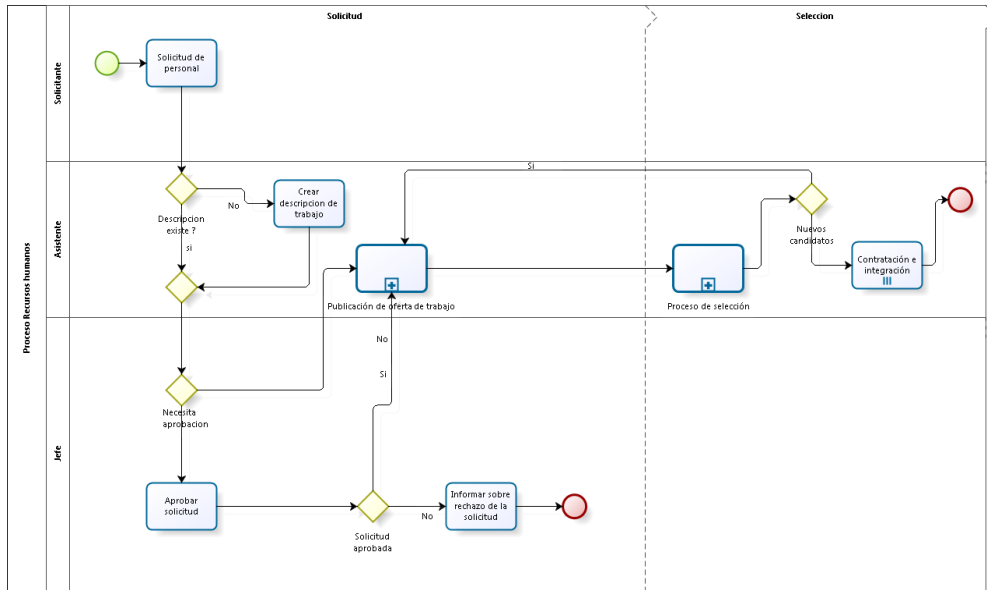 Solicitud
Seleccion
Proceso Recursos humanos
Solicitante
Asistente
Jefe
Solicitud de
personal
Descripcion
existe ?
No
si
Crear
descripcion de
trabajo
Si
Publicación de oferta de trabajo
Proceso de selección
Nuevos
candidatos
Contratación e
integración
Necesita
aprobacion
No
Si
Aprobar
solicitud
Solicitud
aprobada
No
Informar sobre
rechazo de la
solicitud